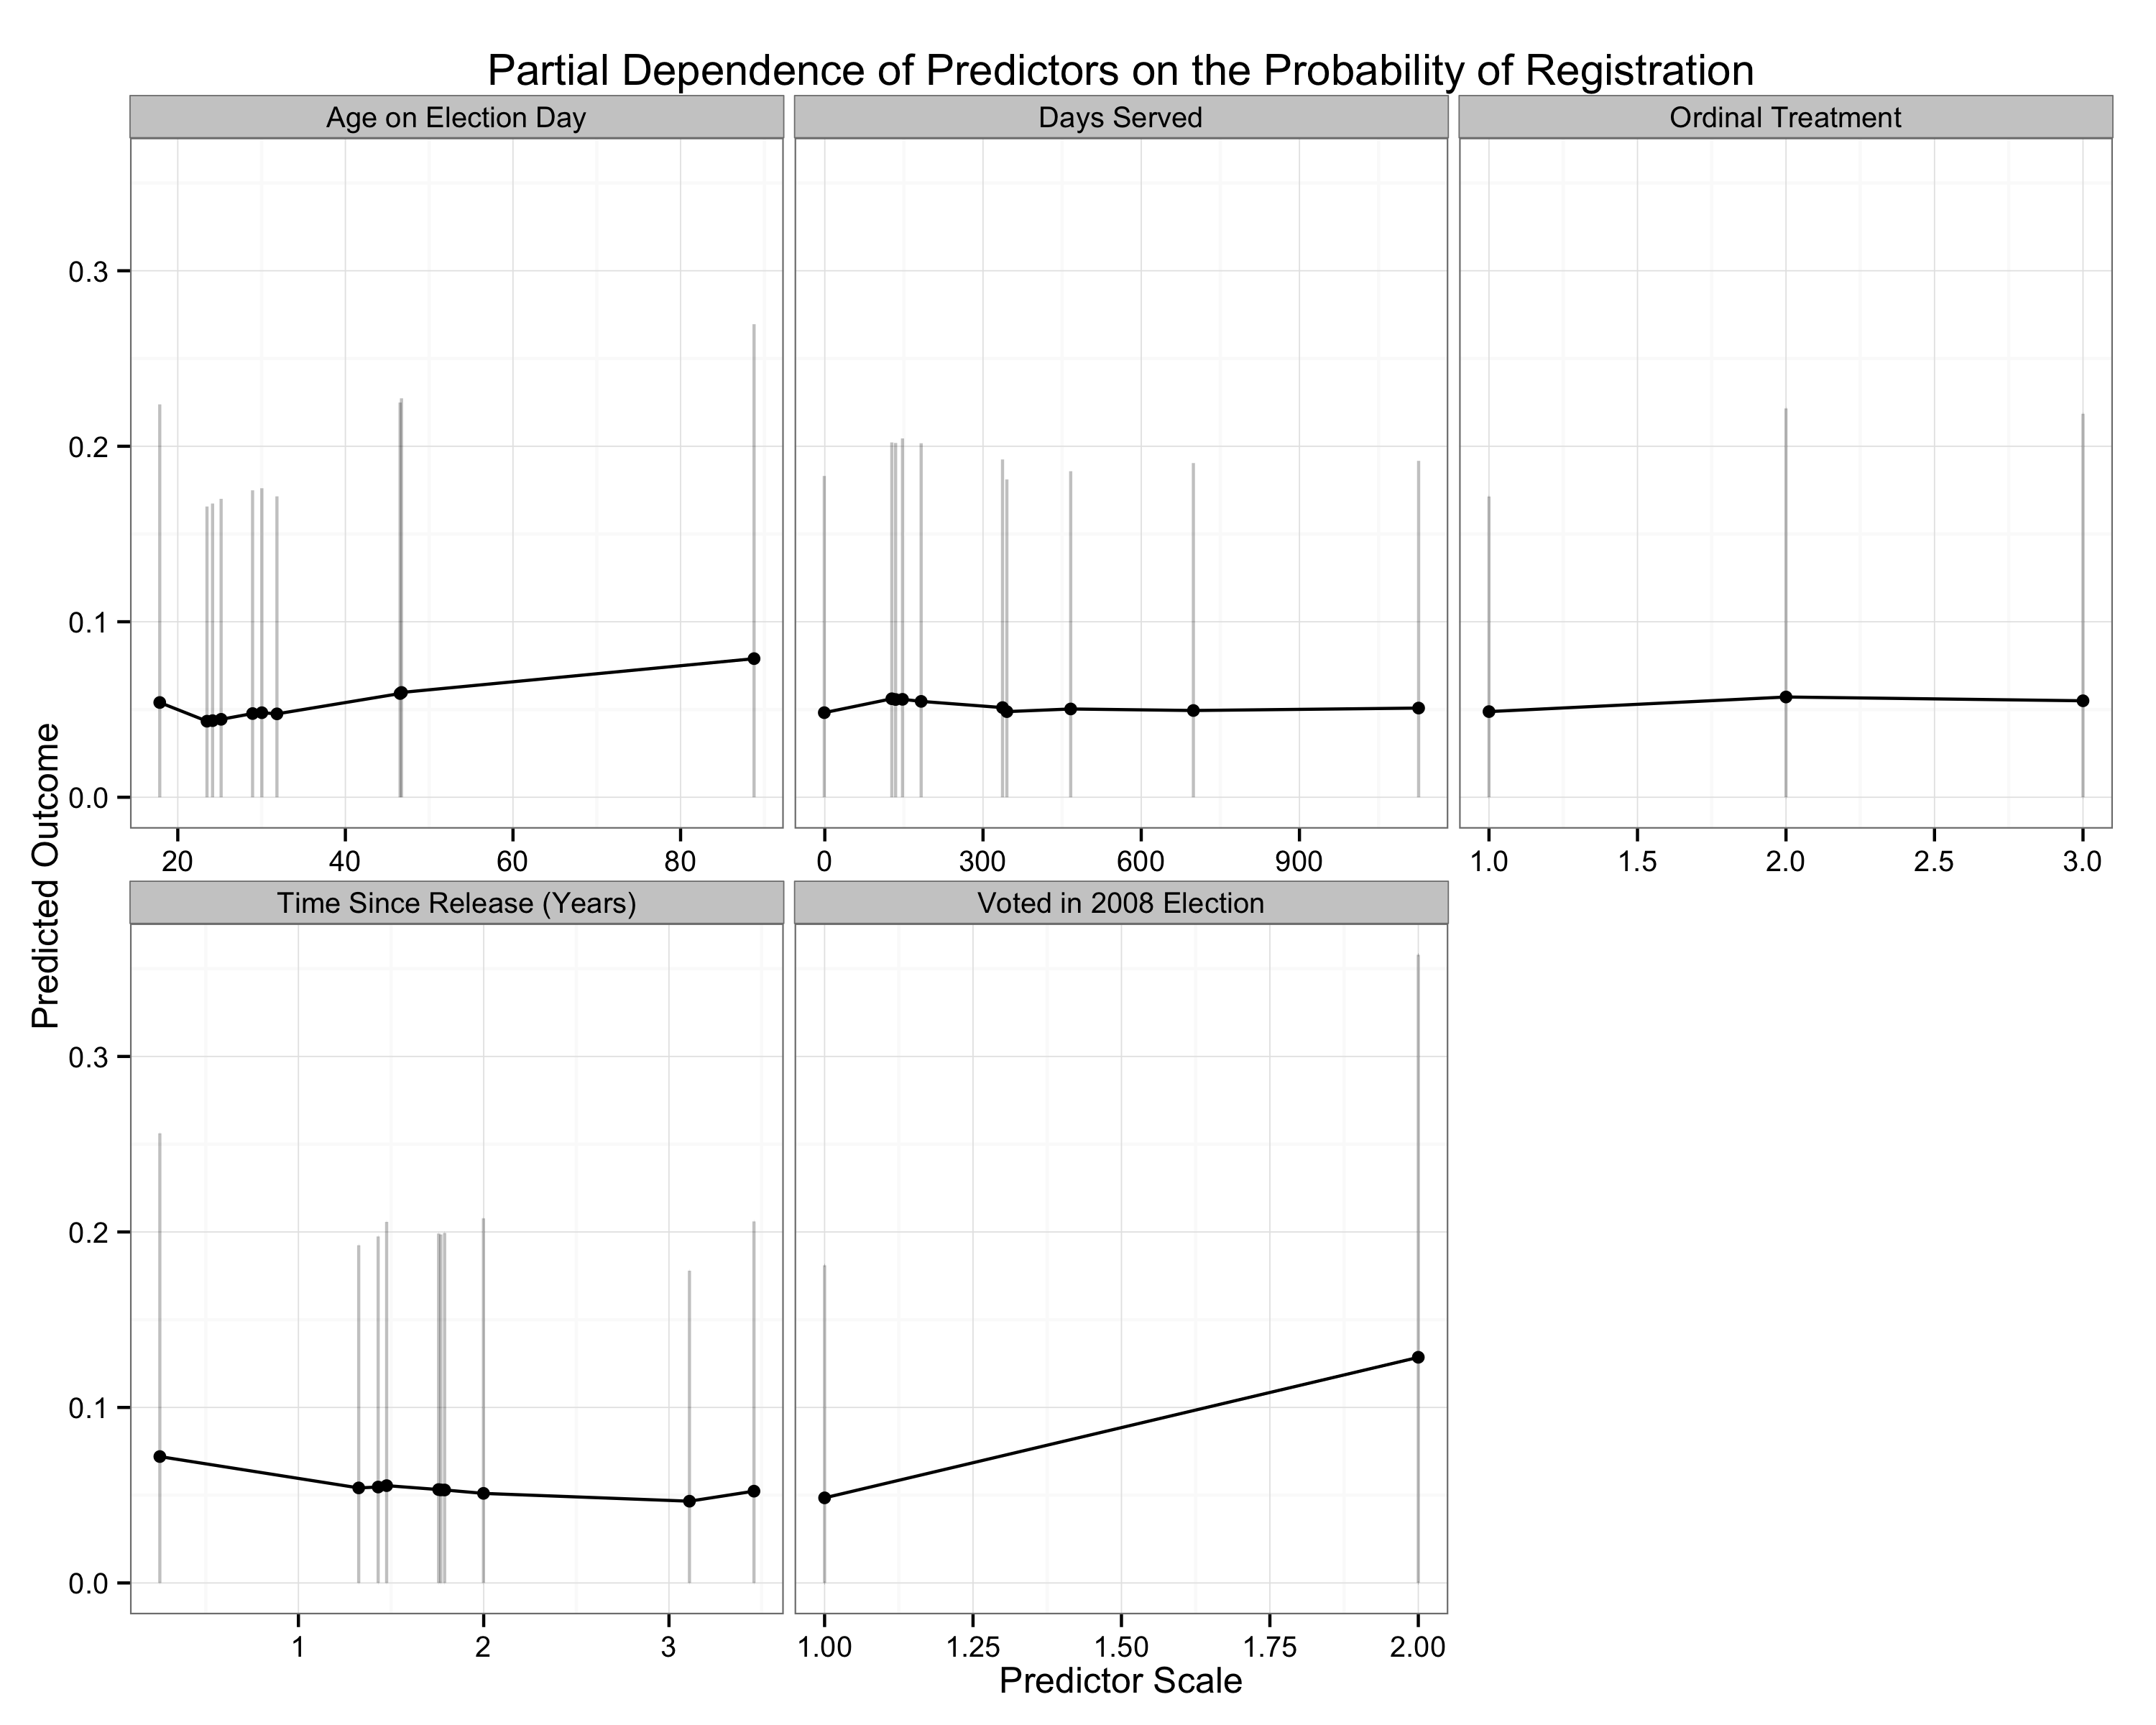 Partial Dependence of Predictors on the Probability of Registration
Age on Election Day
Days Served
Ordinal Treatment
0.3
0.2
0.1
0.0
20 40 60 80
0 300 600 900
1.0 1.5 2.0 2.5 3.0
Predicted Outcome
Time Since Release (Years)
Voted in 2008 Election
0.3
0.2
0.1
0.0
1 2 3
1.00 1.25 1.50 1.75 2.00
Predictor Scale